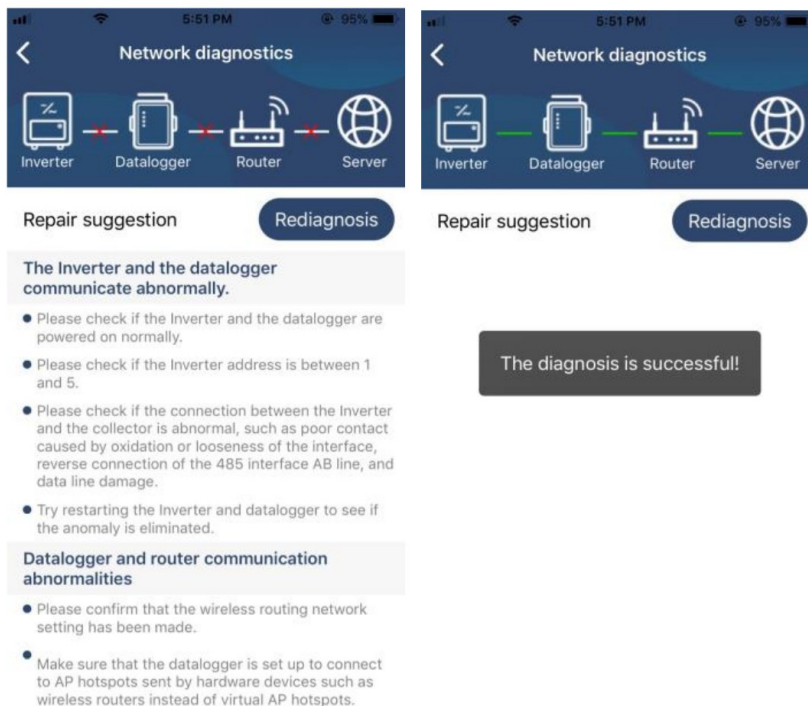 5:51 PM
95%
Network diagnostics
Inverter
Datalogger
Router
Server
Repair suggestion
Rediagnosis
The Inverter and the datalogger
communicate abnormally.
Please check if the Inverter and the datalogger are
powered on normally.
Please check if the Inverter address is between 1
and 5.
Please check if the connection between the Inverter
and the collector is abnormal, such as poor contact
caused by oxidation or looseness of the interface,
reverse connection of the 485 interface AB line, and
data line damage.
Try restarting the Inverter and datalogger to see if
the anomaly is eliminated.
Datalogger and router communication
abnormalities
Please confirm that the wireless routing network
setting has been made.
Make sure that the datalogger is set up to connect
to AP hotspots sent by hardware devices such as
wireless routers instead of virtual AP hotspots.
5:51 PM
95%
Network diagnostics
Inverter
Datalogger
Router
Server
Repair suggestion
Rediagnosis
The diagnosis is successful!